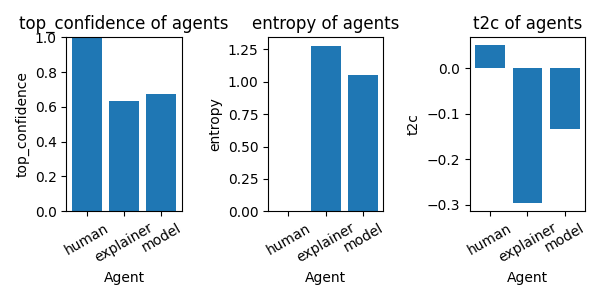 top_confidence of agents
top_confidence
1.0
0.8
0.6
0.4
0.2
0.0
human
explainer
model
Agent
entropy of agents
entropy
1.25
1.00
0.75
0.50
0.25
0.00
human
explainer
model
Agent
t2c of agents
t2c
0.0
−0.1
−0.2
−0.3
human
explainer
model
Agent